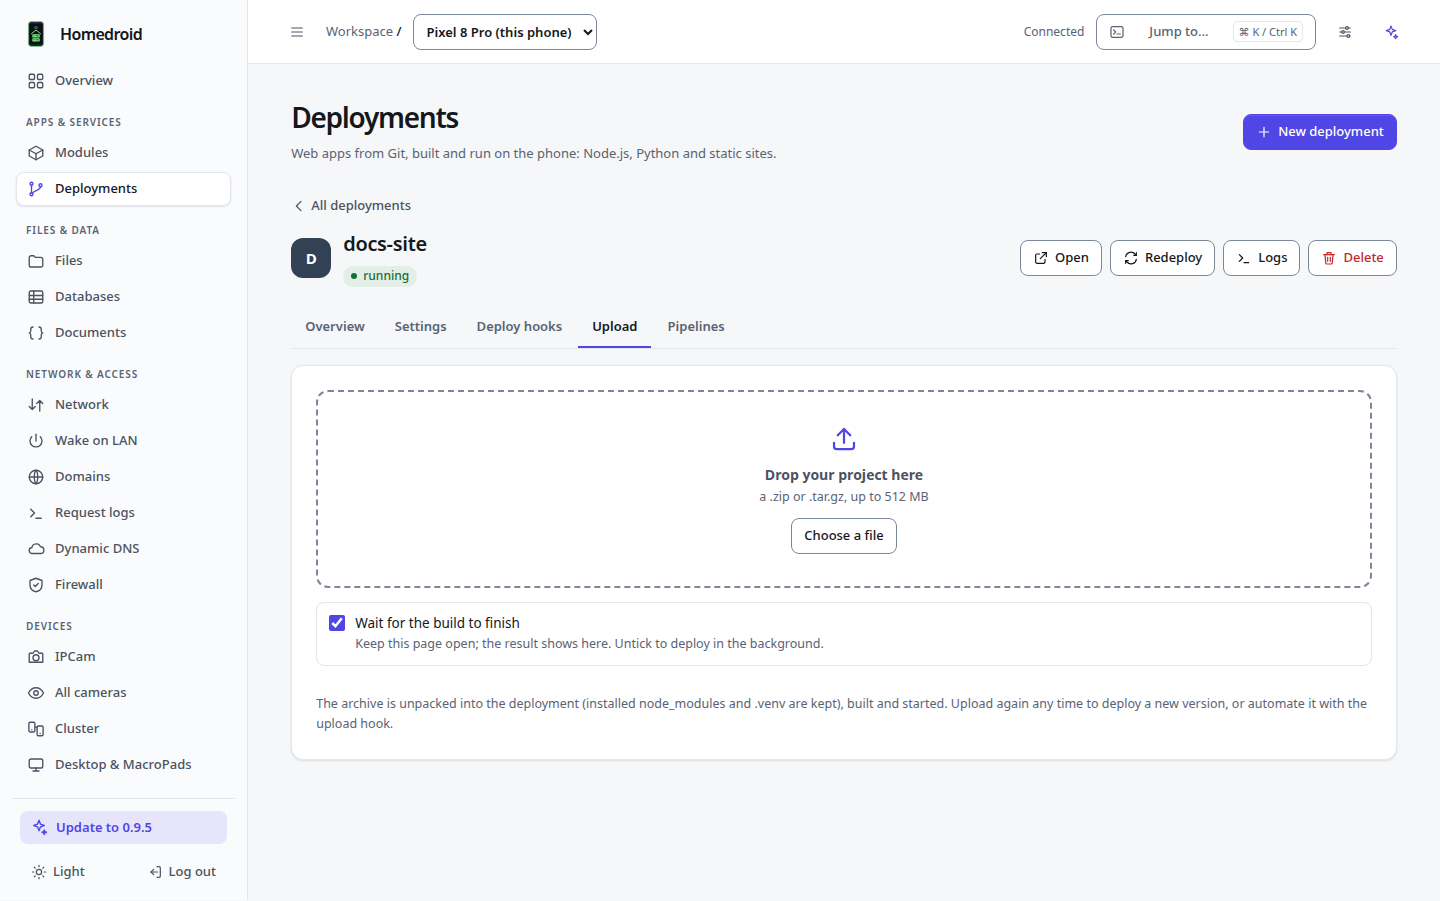 Homedroid
Overview
APPS & SERVICES
Modules
Deployments
FILES & DATA
Files
Databases
Documents
NETWORK & ACCESS
Network
Wake on LAN
Domains
Request logs
Dynamic DNS
Firewall
DEVICES
IPCam
All cameras
Cluster
Desktop & MacroPads
Update to 0.9.5
Light
Log out
Workspace /
Pixel 8 Pro (this phone)
Connected
Jump to...
⌘ K / Ctrl K
Deployments
Web apps from Git, built and run on the phone: Node.js, Python and static sites.
New deployment
All deployments
D
docs-site
running
Open
Redeploy
Logs
Delete
Overview
Settings
Deploy hooks
Upload
Pipelines
Drop your project here
a .zip or .tar.gz, up to 512 MB
Choose a file
Wait for the build to finish
Keep this page open; the result shows here. Untick to deploy in the background.
The archive is unpacked into the deployment (installed node_modules and .venv are kept), built and started. Upload again any time to deploy a new version, or automate it with the
upload hook.